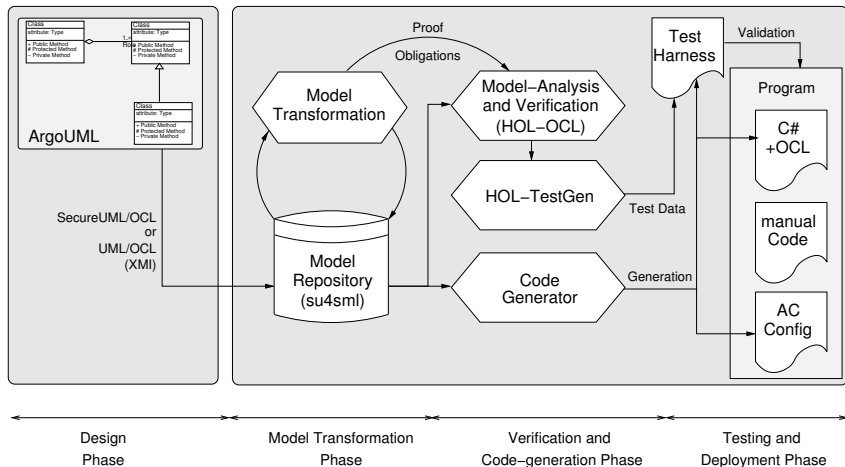 Class
attribute: Type
+ Public Method
# Protected Method
– Private Method
1..*
Role
Class
attribute: Type
+ Public Method
# Protected Method
– Private Method
Class
attribute: Type
+ Public Method
# Protected Method
– Private Method
ArgoUML
SecureUML/OCL
or
UML/OCL
(XMI)
Proof
Obligations
Model
Transformation
Model
Repository
(su4sml)
Model−Analysis
and Verification
(HOL−OCL)
HOL−TestGen
Code
Generator
Test Data
Generation
Test
Harness
Validation
Program
C#
+OCL
manual
Code
AC
Config
Design
Phase
Model Transformation
Phase
Verification and
Code−generation Phase
Testing and
Deployment Phase